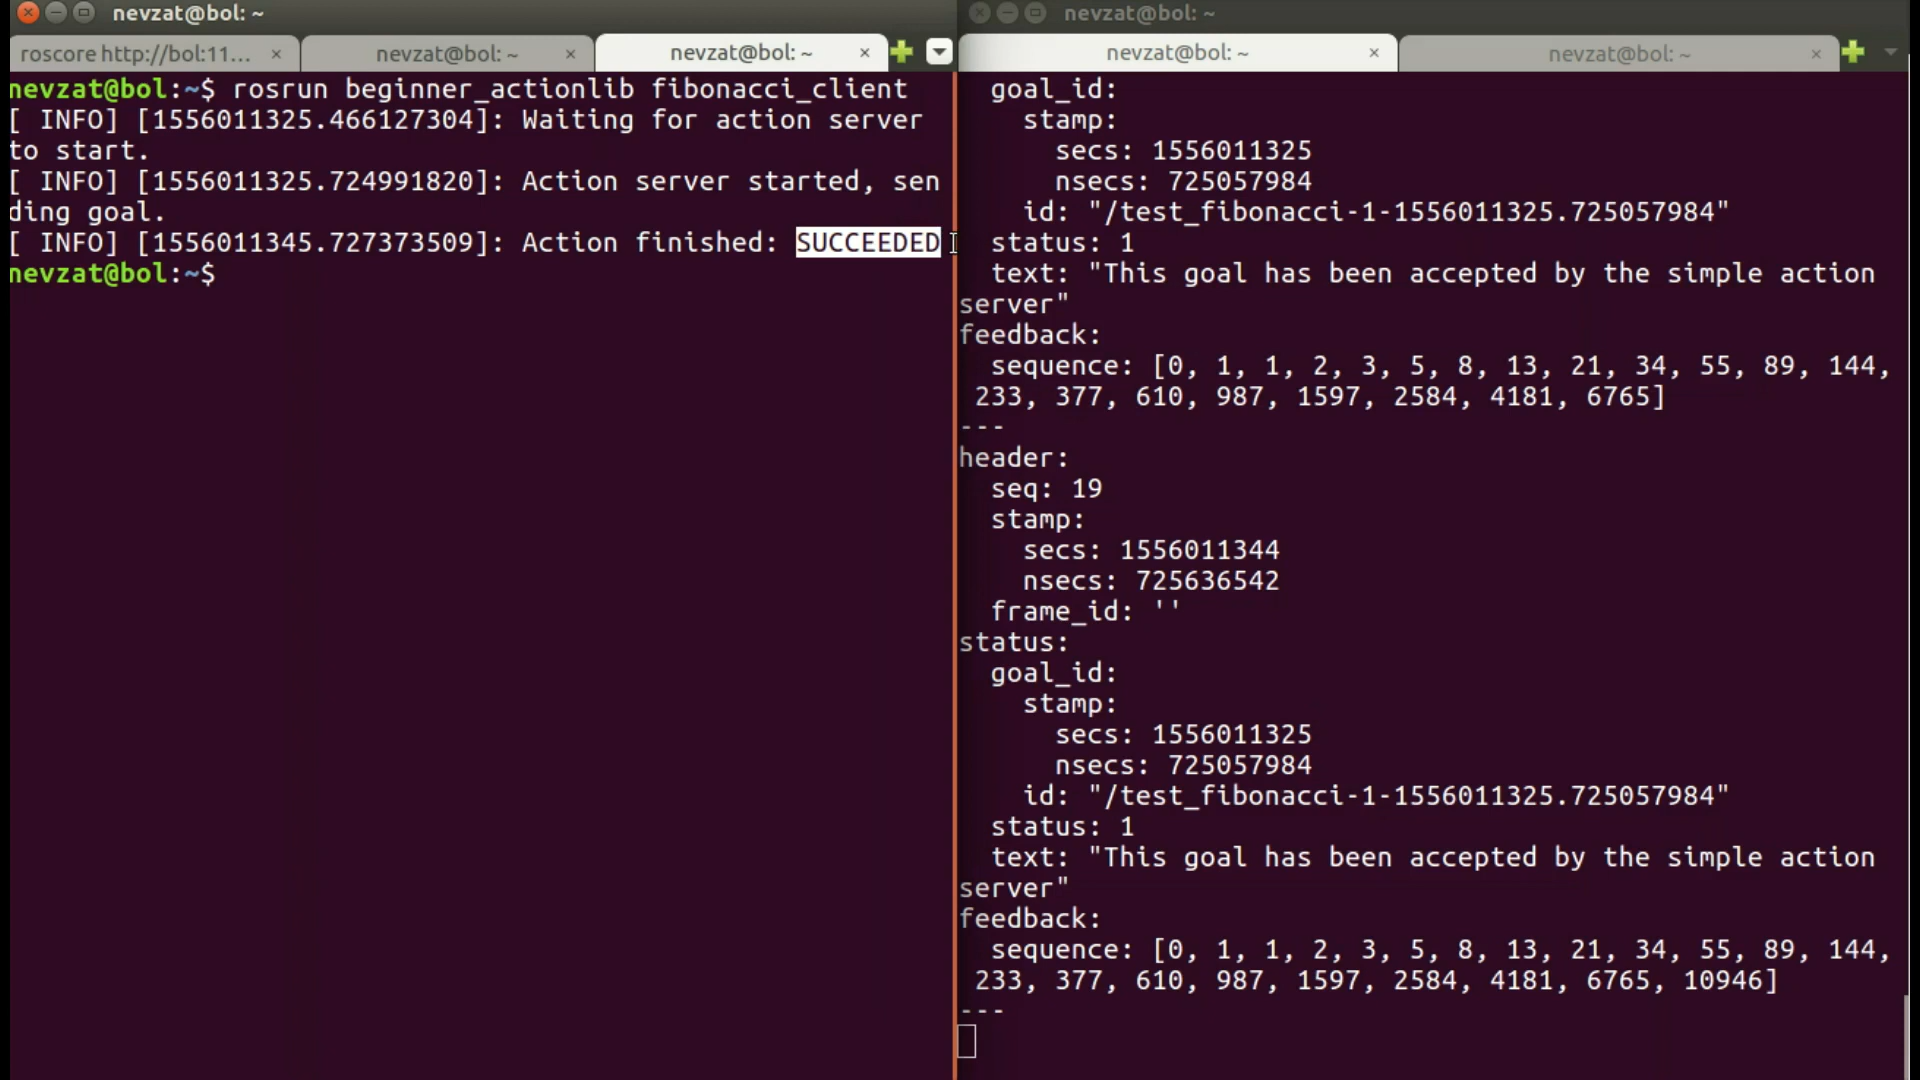 nevzat@bol: ~
roscore http://bol:11... ×
nevzat@bol: ~ ×
nevzat@bol: ~ ×
nevzat@bol:~$ rosrun beginner_actionlib fibonacci_client
[ INFO] [1556011325.466127304]: Waiting for action server
to start.
[ INFO] [1556011325.724991820]: Action server started, sen
ding goal.
[ INFO] [1556011345.727373509]: Action finished: SUCCEEDED
nevzat@bol:~$
nevzat@bol: ~
nevzat@bol: ~ ×
nevzat@bol: ~ ×
goal_id:
stamp:
secs: 1556011325
nsecs: 725057984
id: "/test_fibonacci-1-1556011325.725057984"
status: 1
text: "This goal has been accepted by the simple action
server"
feedback:
sequence: [0, 1, 1, 2, 3, 5, 8, 13, 21, 34, 55, 89, 144,
233, 377, 610, 987, 1597, 2584, 4181, 6765]
---
header:
seq: 19
stamp:
secs: 1556011344
nsecs: 725636542
frame_id: ''
status:
goal_id:
stamp:
secs: 1556011325
nsecs: 725057984
id: "/test_fibonacci-1-1556011325.725057984"
status: 1
text: "This goal has been accepted by the simple action
server"
feedback:
sequence: [0, 1, 1, 2, 3, 5, 8, 13, 21, 34, 55, 89, 144,
233, 377, 610, 987, 1597, 2584, 4181, 6765, 10946]
---